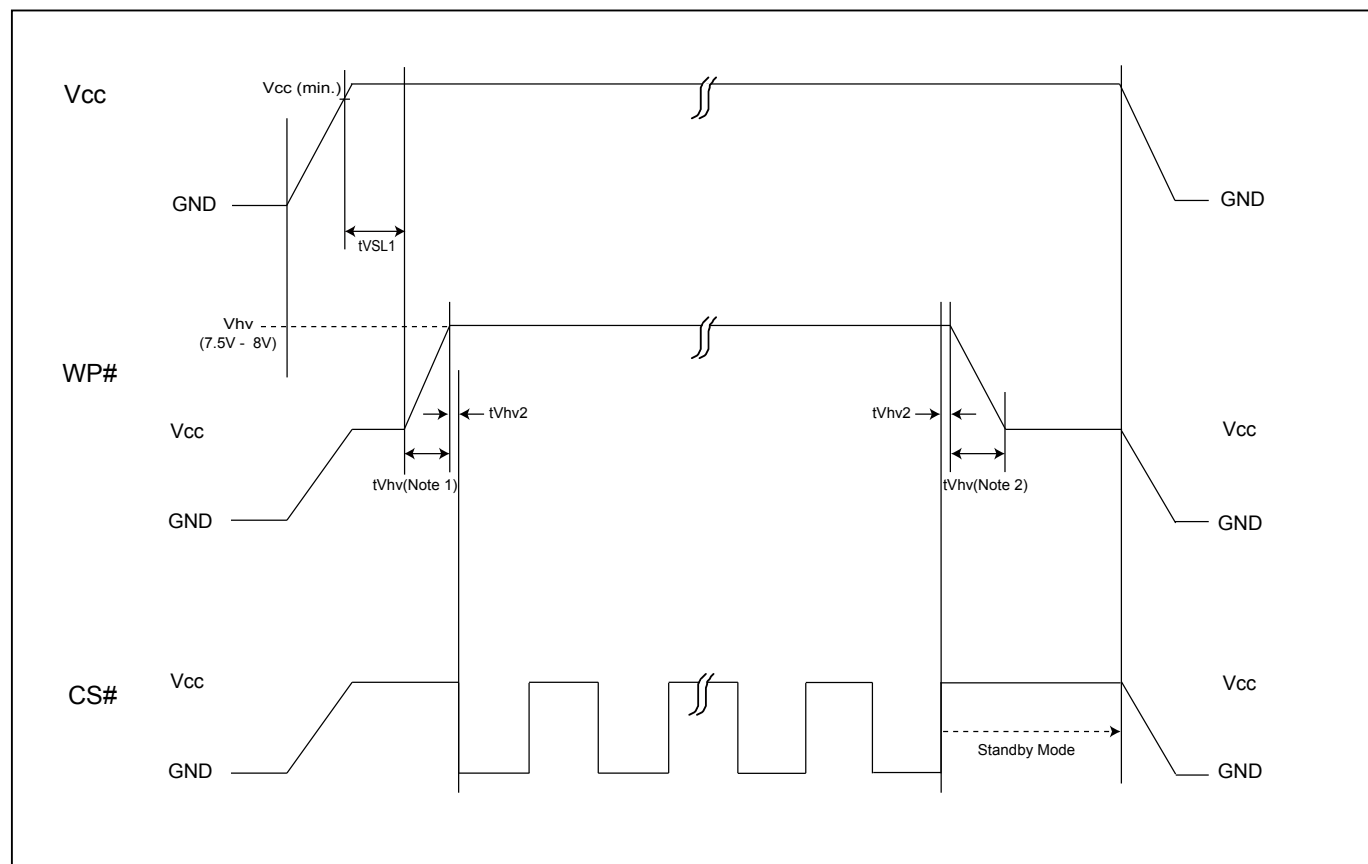 Vcc
Vcc (min.)
GND
GND
tVSL1
Vhv
(7.5V - 8V)
WP#
tVhv2
tVhv2
Vcc
Vcc
tVhv(Note 1)
tVhv(Note 2)
GND
GND
CS#
Vcc
Vcc
Standby Mode
GND
GND